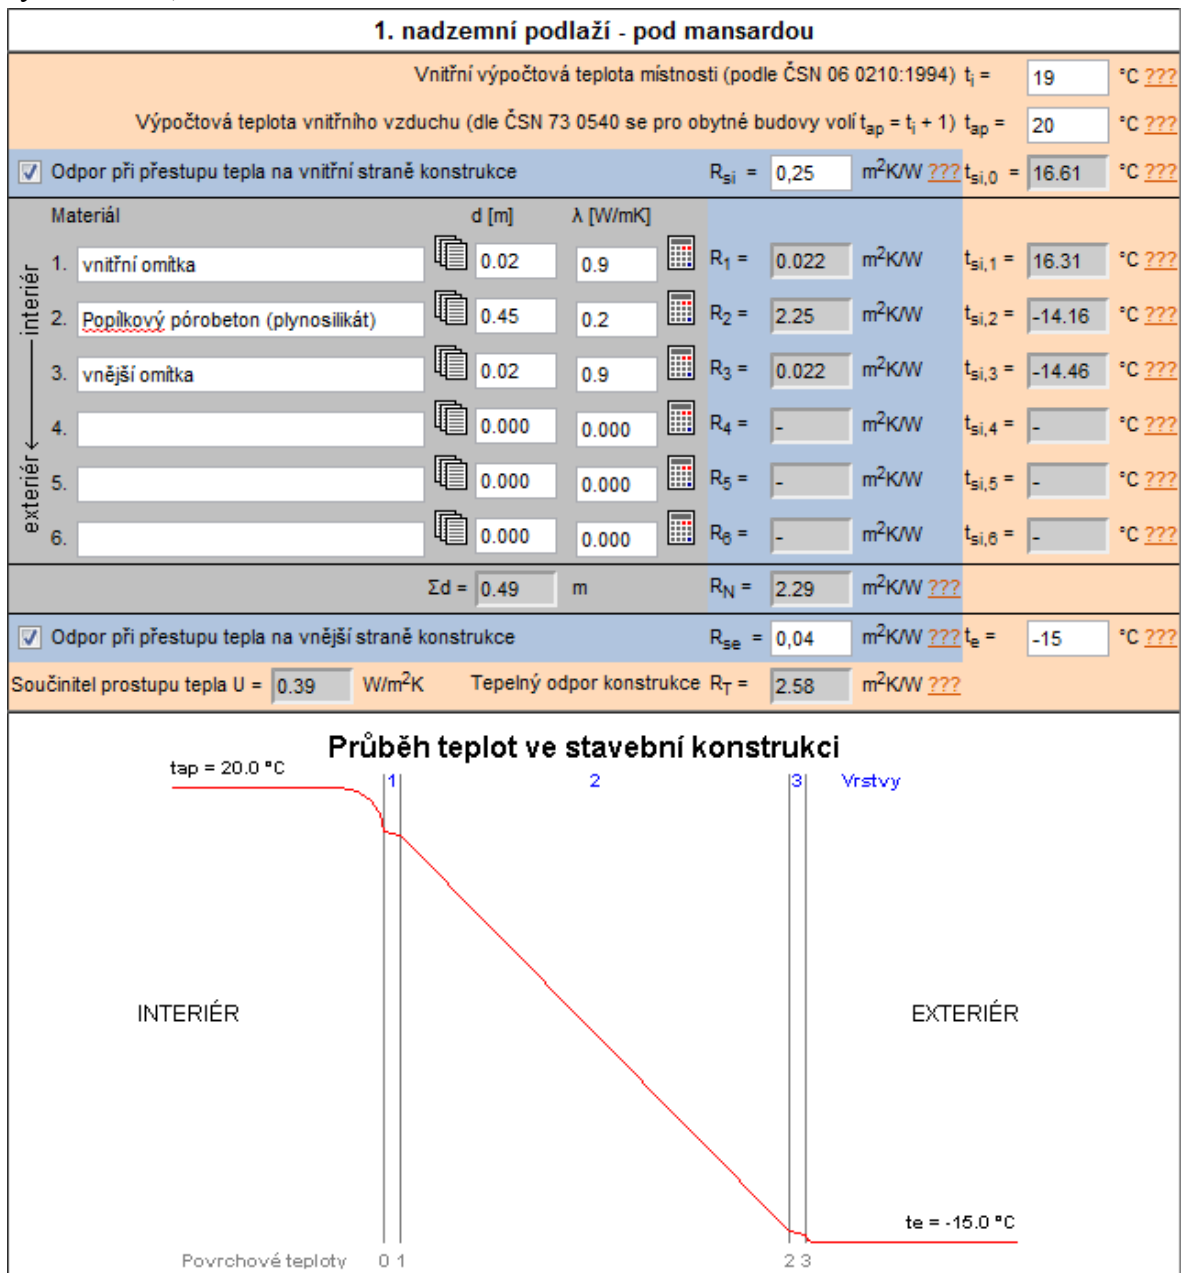 1. nadzemní podlaží - pod mansardou
Vnitřní výpočtová teplota místnosti (podle ČSN 06 0210:1994) ti = 19 °C ???
Výpočtová teplota vnitřního vzduchu (dle ČSN 73 0540 se pro obytné budovy volí tap = ti + 1) tap = 20 °C ???
Odpor při přestupu tepla na vnitřní straně konstrukce Rsi = 0,25 m²K/W ??? tsi,0 = 16.61 °C ???
Materiál d [m] λ [W/mK]
interiér
exteriér
1. vnitřní omítka 0.02 0.9 R1 = 0.022 m²K/W tsi,1 = 16.31 °C ???
2. Popílkový pórobeton (plynosilikát) 0.45 0.2 R2 = 2.25 m²K/W tsi,2 = -14.16 °C ???
3. vnější omítka 0.02 0.9 R3 = 0.022 m²K/W tsi,3 = -14.46 °C ???
4. 0.000 0.000 R4 = - m²K/W tsi,4 = - °C ???
5. 0.000 0.000 R5 = - m²K/W tsi,5 = - °C ???
6. 0.000 0.000 R6 = - m²K/W tsi,6 = - °C ???
Σd = 0.49 m RN = 2.29 m²K/W ???
Odpor při přestupu tepla na vnější straně konstrukce Rse = 0,04 m²K/W ??? te = -15 °C ???
Součinitel prostupu tepla U = 0.39 W/m²K Tepelný odpor konstrukce RT = 2.58 m²K/W ???
Průběh teplot ve stavební konstrukci
tap = 20.0 °C
1 2 3 Vrstvy
INTERIÉR EXTERIÉR
te = -15.0 °C
Povrchové teploty 0 1 2 3